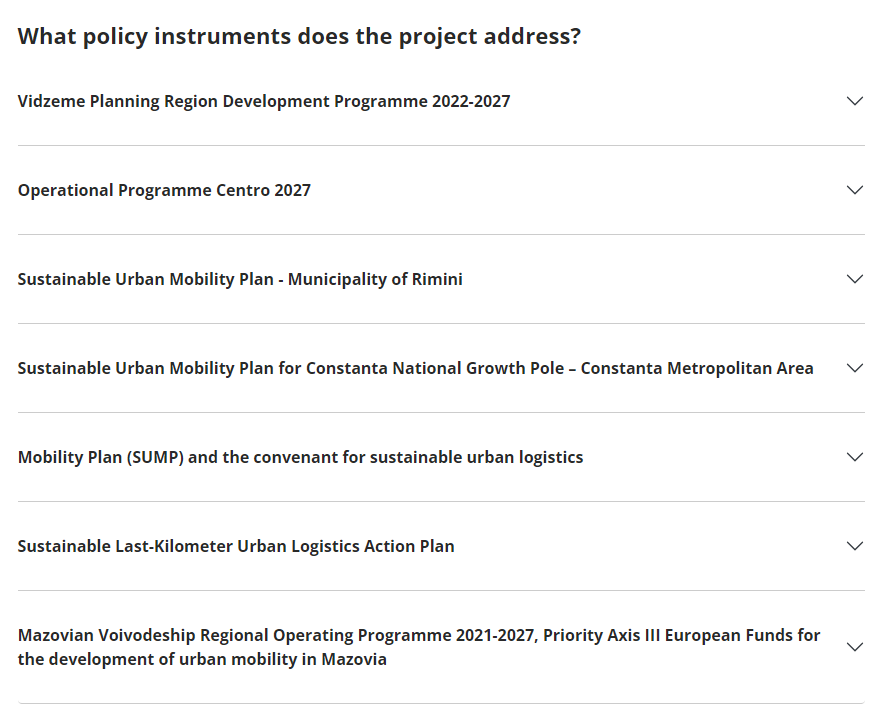 What policy instruments does the project address?
Vidzeme Planning Region Development Programme 2022-2027
Operational Programme Centro 2027
Sustainable Urban Mobility Plan - Municipality of Rimini
Sustainable Urban Mobility Plan for Constanta National Growth Pole – Constanta Metropolitan Area
Mobility Plan (SUMP) and the convenant for sustainable urban logistics
Sustainable Last-Kilometer Urban Logistics Action Plan
Mazovian Voivodeship Regional Operating Programme 2021-2027, Priority Axis III European Funds for
the development of urban mobility in Mazovia